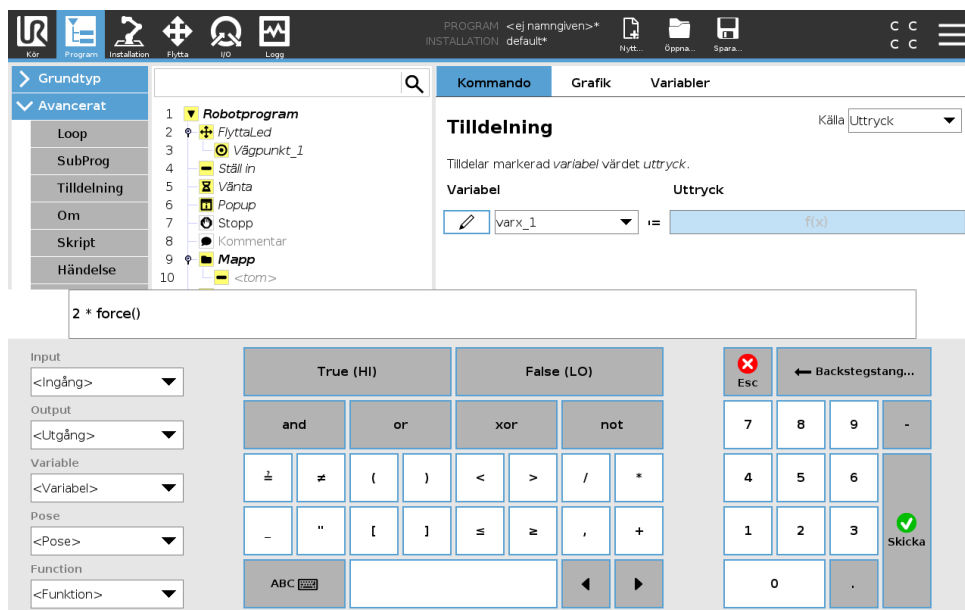 PROGRAM <ej namngiven>*
INSTALLATION default*
Kör Program Installation Flytta I/O Logg Nytt... Öppna... Spara...
C C
C C
Grundtyp
Avancerat
Loop
SubProg
Tilldelning
Om
Skript
Händelse
1 Robotprogram
2 FlyttaLed
3 Vägpunkt_1
4 Ställ in
5 Vänta
6 Popup
7 Stopp
8 Kommentar
9 Mapp
10 <tom>
Kommando Grafik Variabler
Tilldelning
Källa Uttryck
Tilldelar markerad variabel värdet uttryck.
Variabel Uttryck
varx_1 := f(x)
2 * force()
Input
<Ingång>
Output
<Utgång>
Variable
<Variabel>
Pose
<Pose>
Function
<Funktion>
True (HI) False (LO)
and or xor not
≟ ≠ ( ) < > / *
_ " [ ] ≤ ≥ , +
ABC
Esc Backstegstang...
7 8 9 -
4 5 6
1 2 3 Skicka
0 .